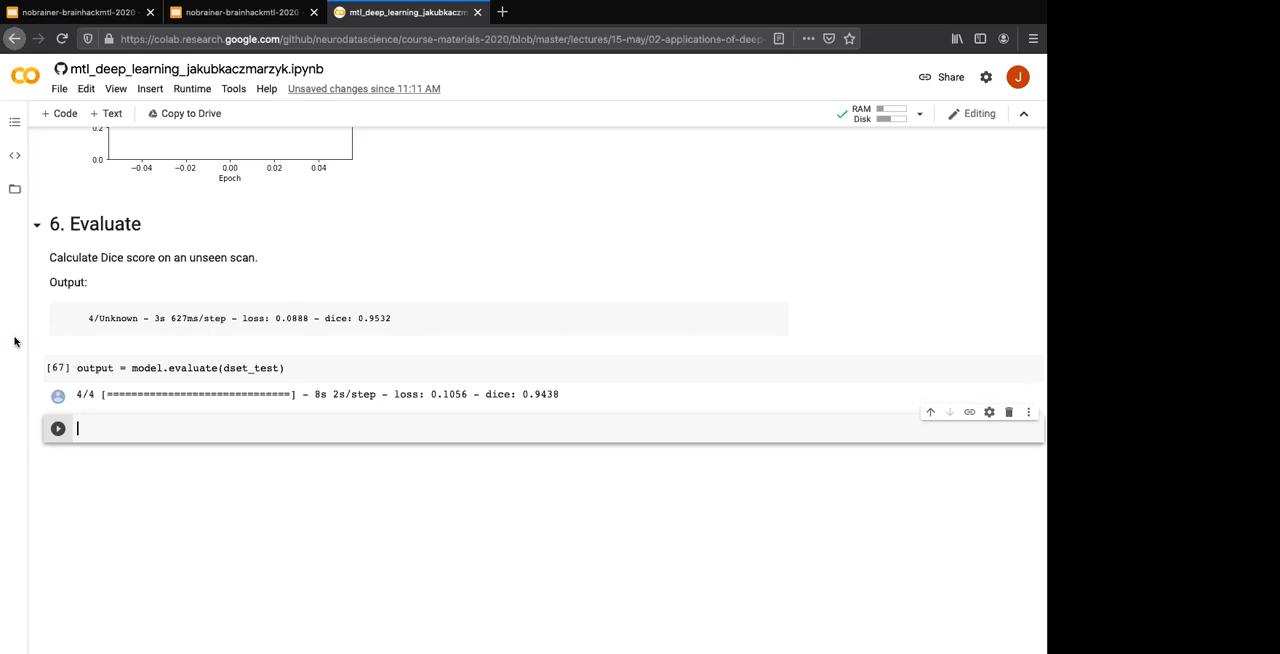 nobrainer-brainhackmtl-2020
nobrainer-brainhackmtl-2020
mtl_deep_learning_jakubkaczm
https://colab.research.google.com/github/neurodatascience/course-materials-2020/blob/master/lectures/15-may/02-applications-of-deep-
mtl_deep_learning_jakubkaczmarzyk.ipynb
Share
J
File Edit View Insert Runtime Tools Help Unsaved changes since 11:11 AM
+ Code + Text Copy to Drive
RAM
Disk
Editing
0.2
0.0
−0.04 −0.02 0.00 0.02 0.04
Epoch
6. Evaluate
Calculate Dice score on an unseen scan.
Output:
4/Unknown - 3s 627ms/step - loss: 0.0888 - dice: 0.9532
[67] output = model.evaluate(dset_test)
4/4 [==============================] - 8s 2s/step - loss: 0.1056 - dice: 0.9438